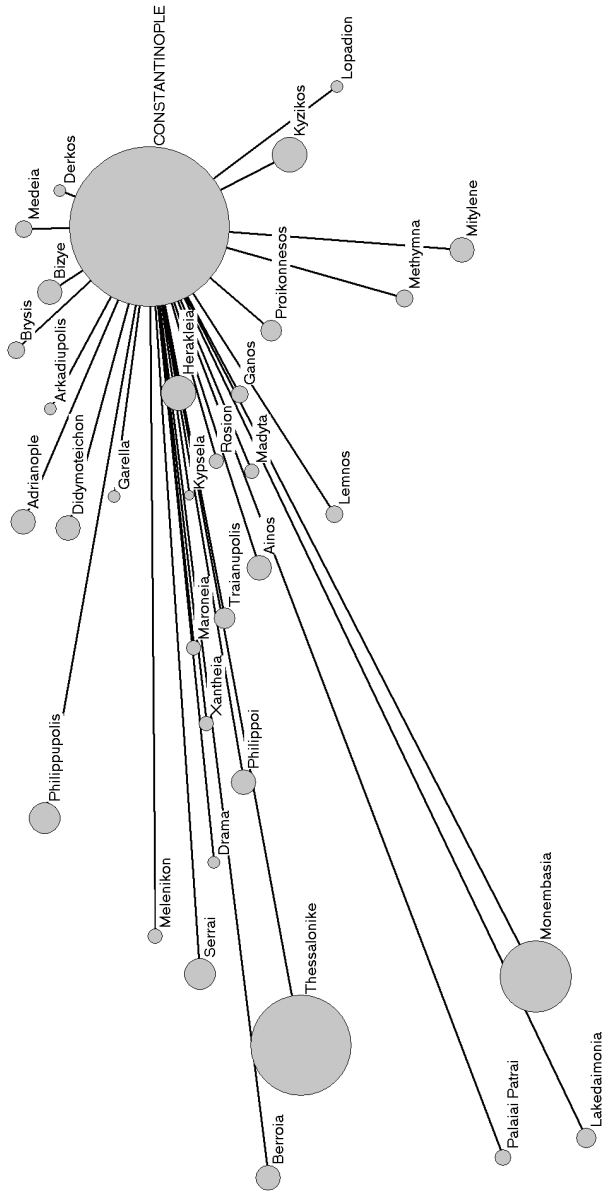 CONSTANTINOPLE
Lopadion
Kyzikos
Derkos
Medeia
Mitylene
Methymna
Bizye
Proikonnesos
Brysis
Herakleia
Arkadiupolis
Ganos
Rosion
Madyta
Adrianople
Didymoteichon
Garella
Kypsela
Lemnos
Ainos
Traianupolis
Maroneia
Xantheia
Philippoi
Philippupolis
Drama
Melenikon
Serrai
Thessalonike
Monembasia
Berroia
Palaiai Patrai
Lakedaimonia